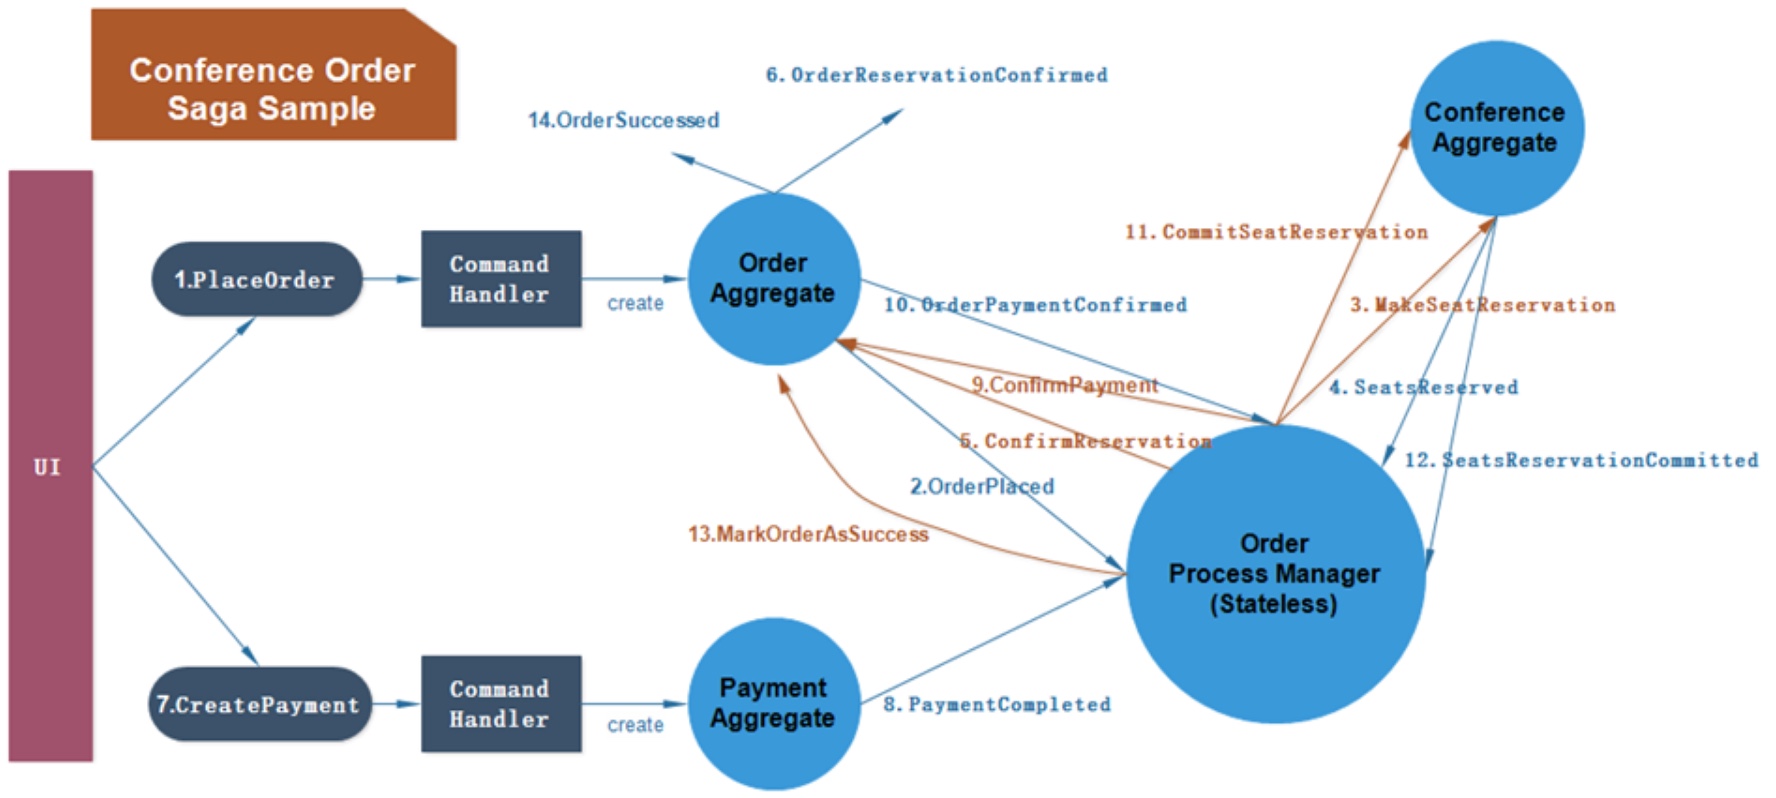 Conference Order
Saga Sample
6.OrderReservationConfirmed
14.OrderSuccessed
Conference
Aggregate
11.CommitSeatReservation
1.PlaceOrder
Command
Handler
create
Order
Aggregate
10.OrderPaymentConfirmed
3.MakeSeatReservation
9.ConfirmPayment
4.SeatsReserved
5.ConfirmReservation
12.SeatsReservationCommitted
UI
2.OrderPlaced
13.MarkOrderAsSuccess
Order
Process Manager
(Stateless)
7.CreatePayment
Command
Handler
create
Payment
Aggregate
8.PaymentCompleted